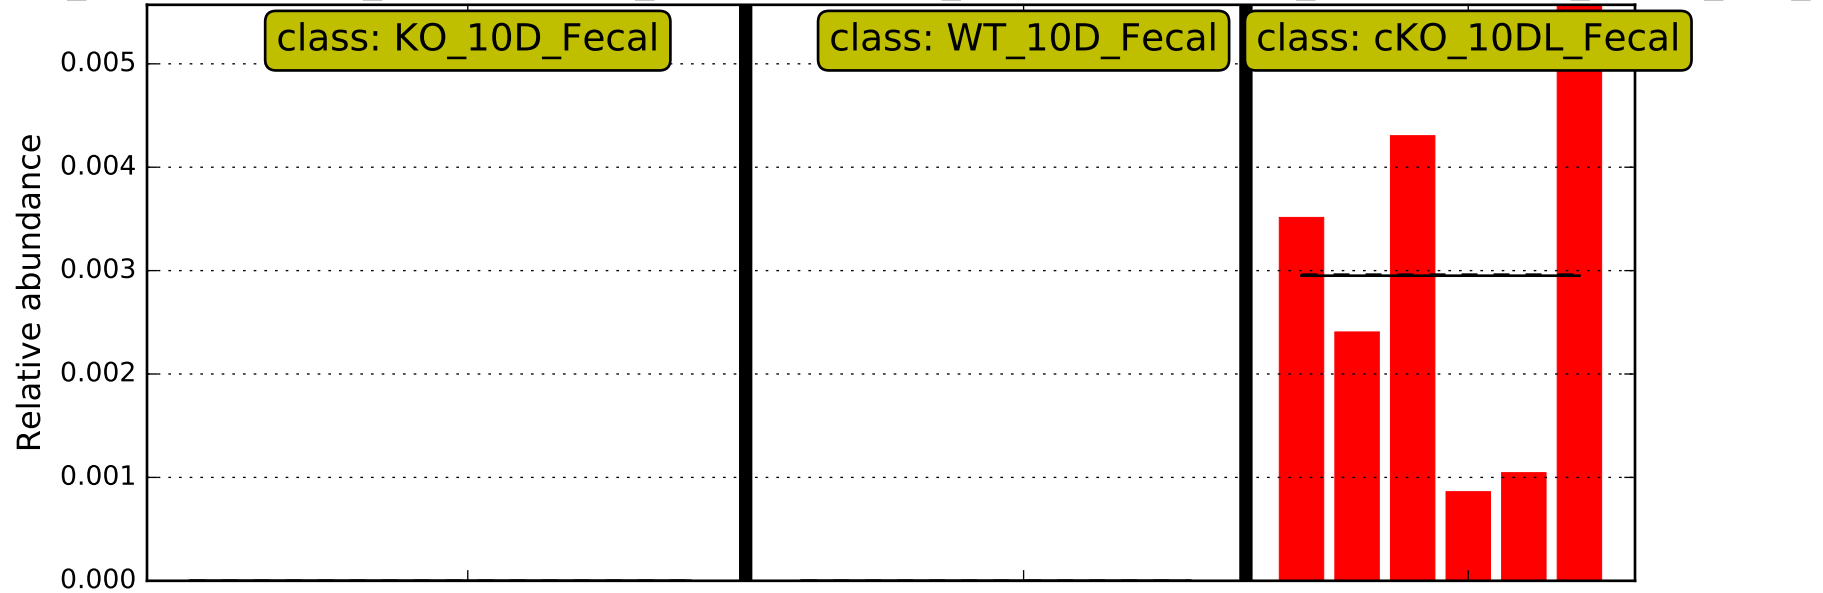 class: KO_10D_Fecal
class: WT_10D_Fecal
class: cKO_10DL_Fecal
Relative abundance
0.005
0.004
0.003
0.002
0.001
0.000